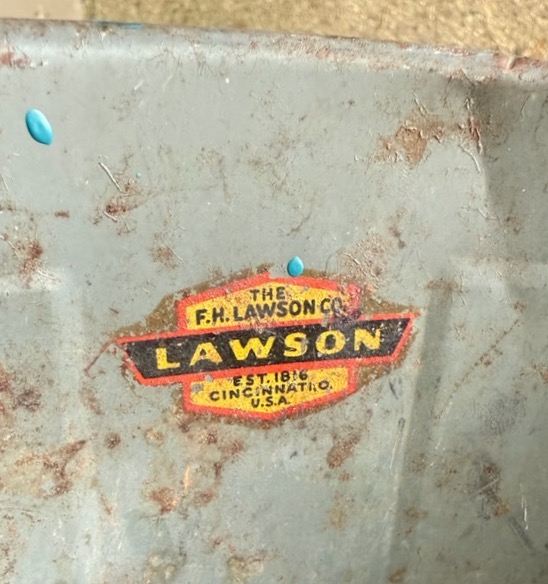 THE
F.H. LAWSON CO.
LAWSON
EST. 1816
CINCINNATI.O.
U.S.A.